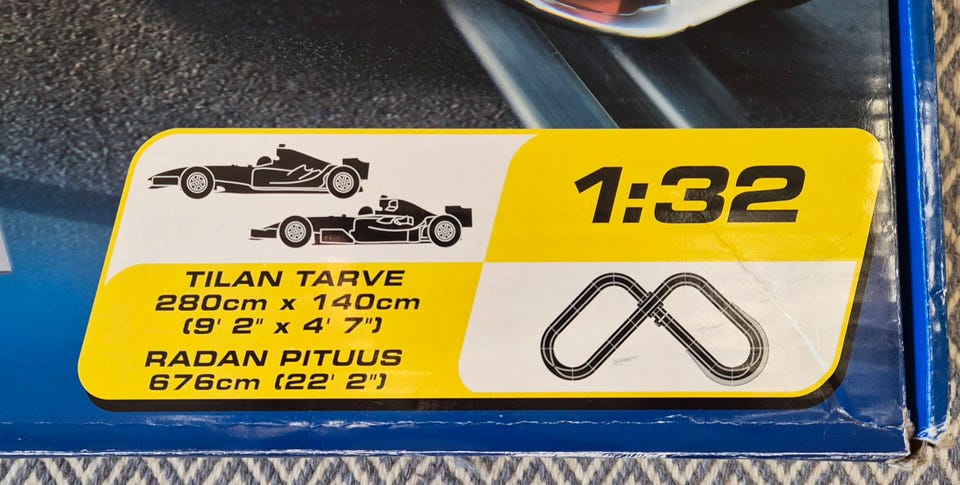 1:32
TILAN TARVE
280cm x 140cm
(9' 2" x 4' 7")
RADAN PITUUS
676cm (22' 2")